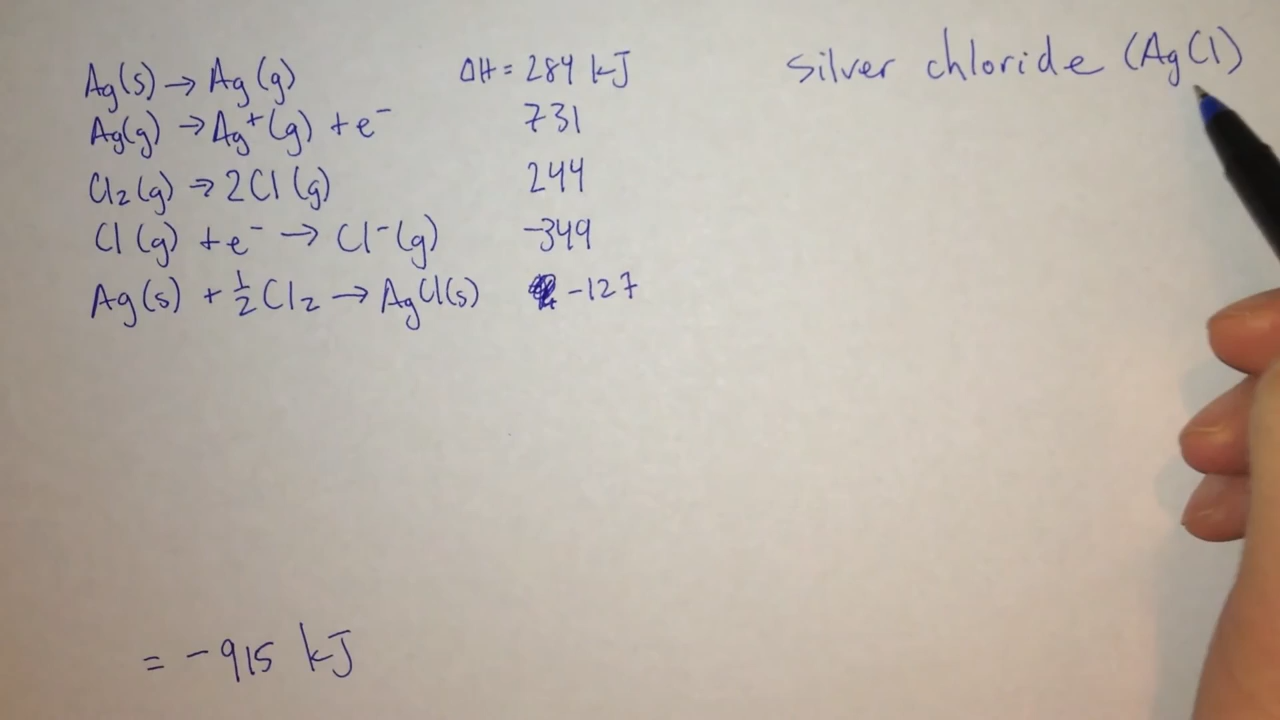 Ag(s) → Ag(g) ΔH = 284 kJ
Ag(g) → Ag⁺(g) + e⁻ 731
Cl₂(g) → 2Cl(g) 244
Cl(g) + e⁻ → Cl⁻(g) -349
Ag(s) + ½Cl₂ → AgCl(s) -127
= -915 kJ
silver chloride (AgCl)